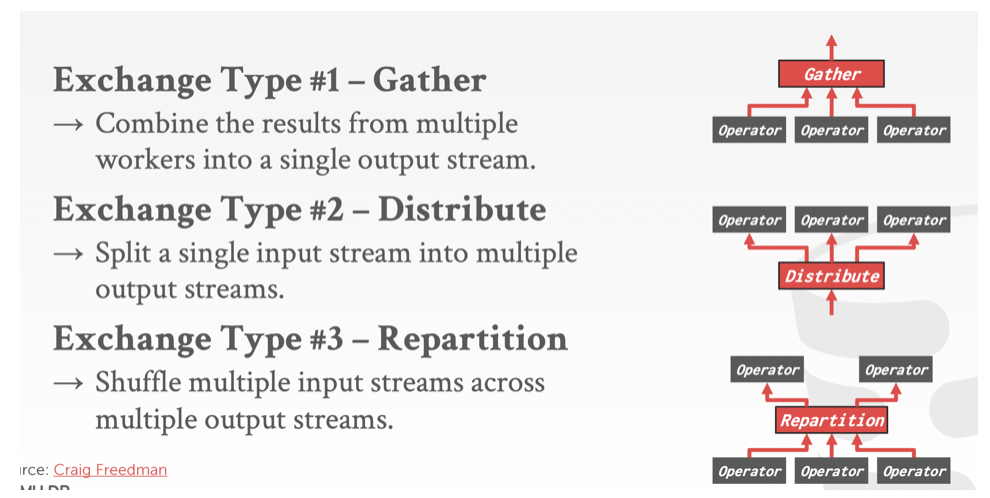 Exchange Type #1 – Gather
→ Combine the results from multiple
workers into a single output stream.
Exchange Type #2 – Distribute
→ Split a single input stream into multiple
output streams.
Exchange Type #3 – Repartition
→ Shuffle multiple input streams across
multiple output streams.
rce: Craig Freedman
Gather
Operator Operator Operator
Operator Operator Operator
Distribute
Operator Operator
Repartition
Operator Operator Operator